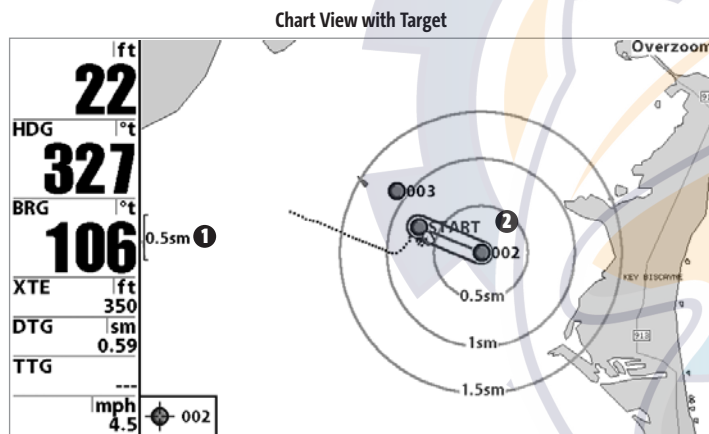 Chart View with Target
ft
22
HDG °t
327
BRG °t
106
XTE ft
350
DTG sm
0.59
TTG
---
mph
4.5
002
0.5sm
1
Overzoom
003
START
2
002
0.5sm
1sm
1.5sm
KEY BISCAYNE
913